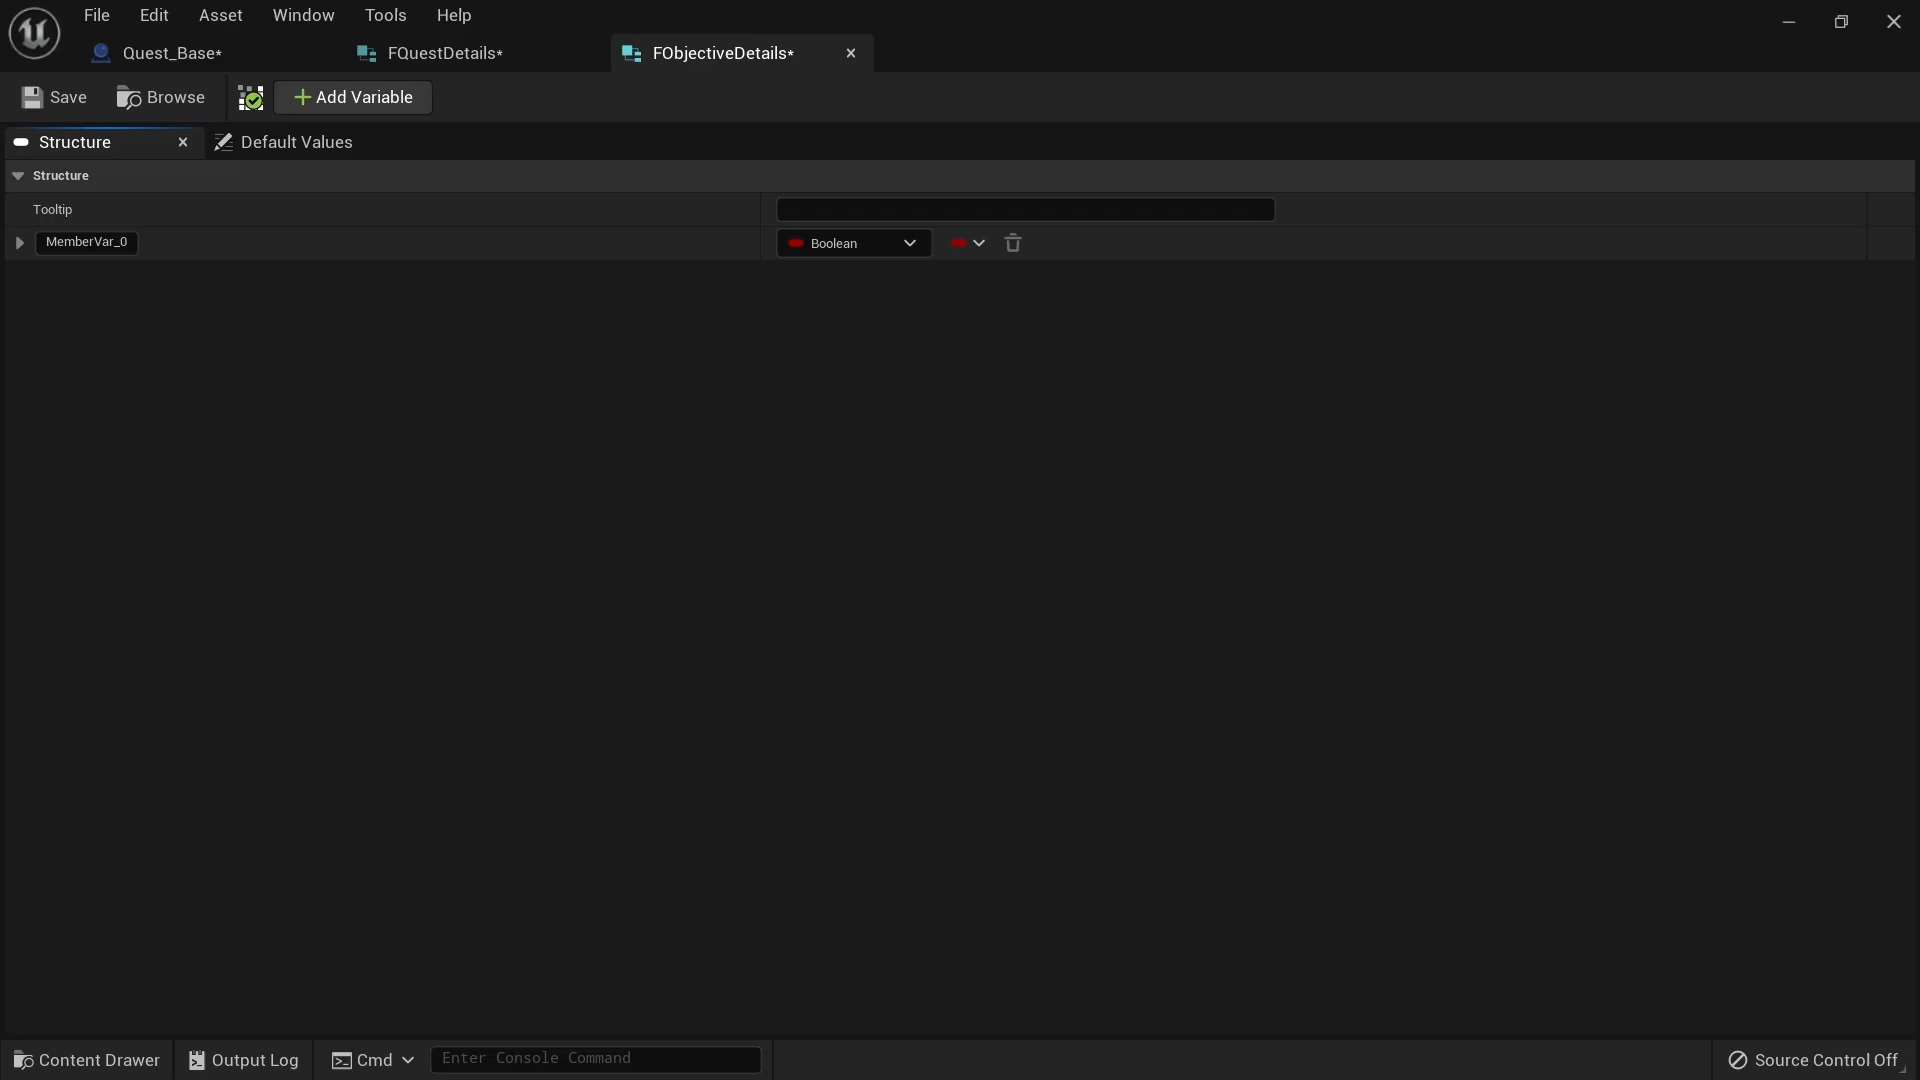 File Edit Asset Window Tools Help
Quest_Base* FQuestDetails* FObjectiveDetails*
Save Browse Add Variable
Structure Default Values
Structure
Tooltip
MemberVar_0 Boolean
Content Drawer Output Log Cmd Enter Console Command Source Control Off